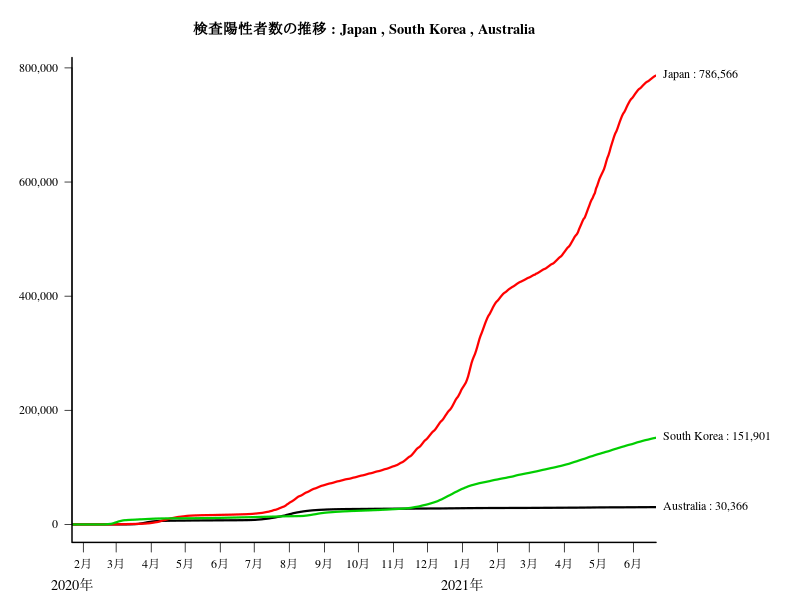 検査陽性者数の推移 : Japan , South Korea , Australia
800,000
600,000
400,000
200,000
0
Japan : 786,566
South Korea : 151,901
Australia : 30,366
2月 3月 4月 5月 6月 7月 8月 9月 10月 11月 12月 1月 2月 3月 4月 5月 6月
2020年 2021年